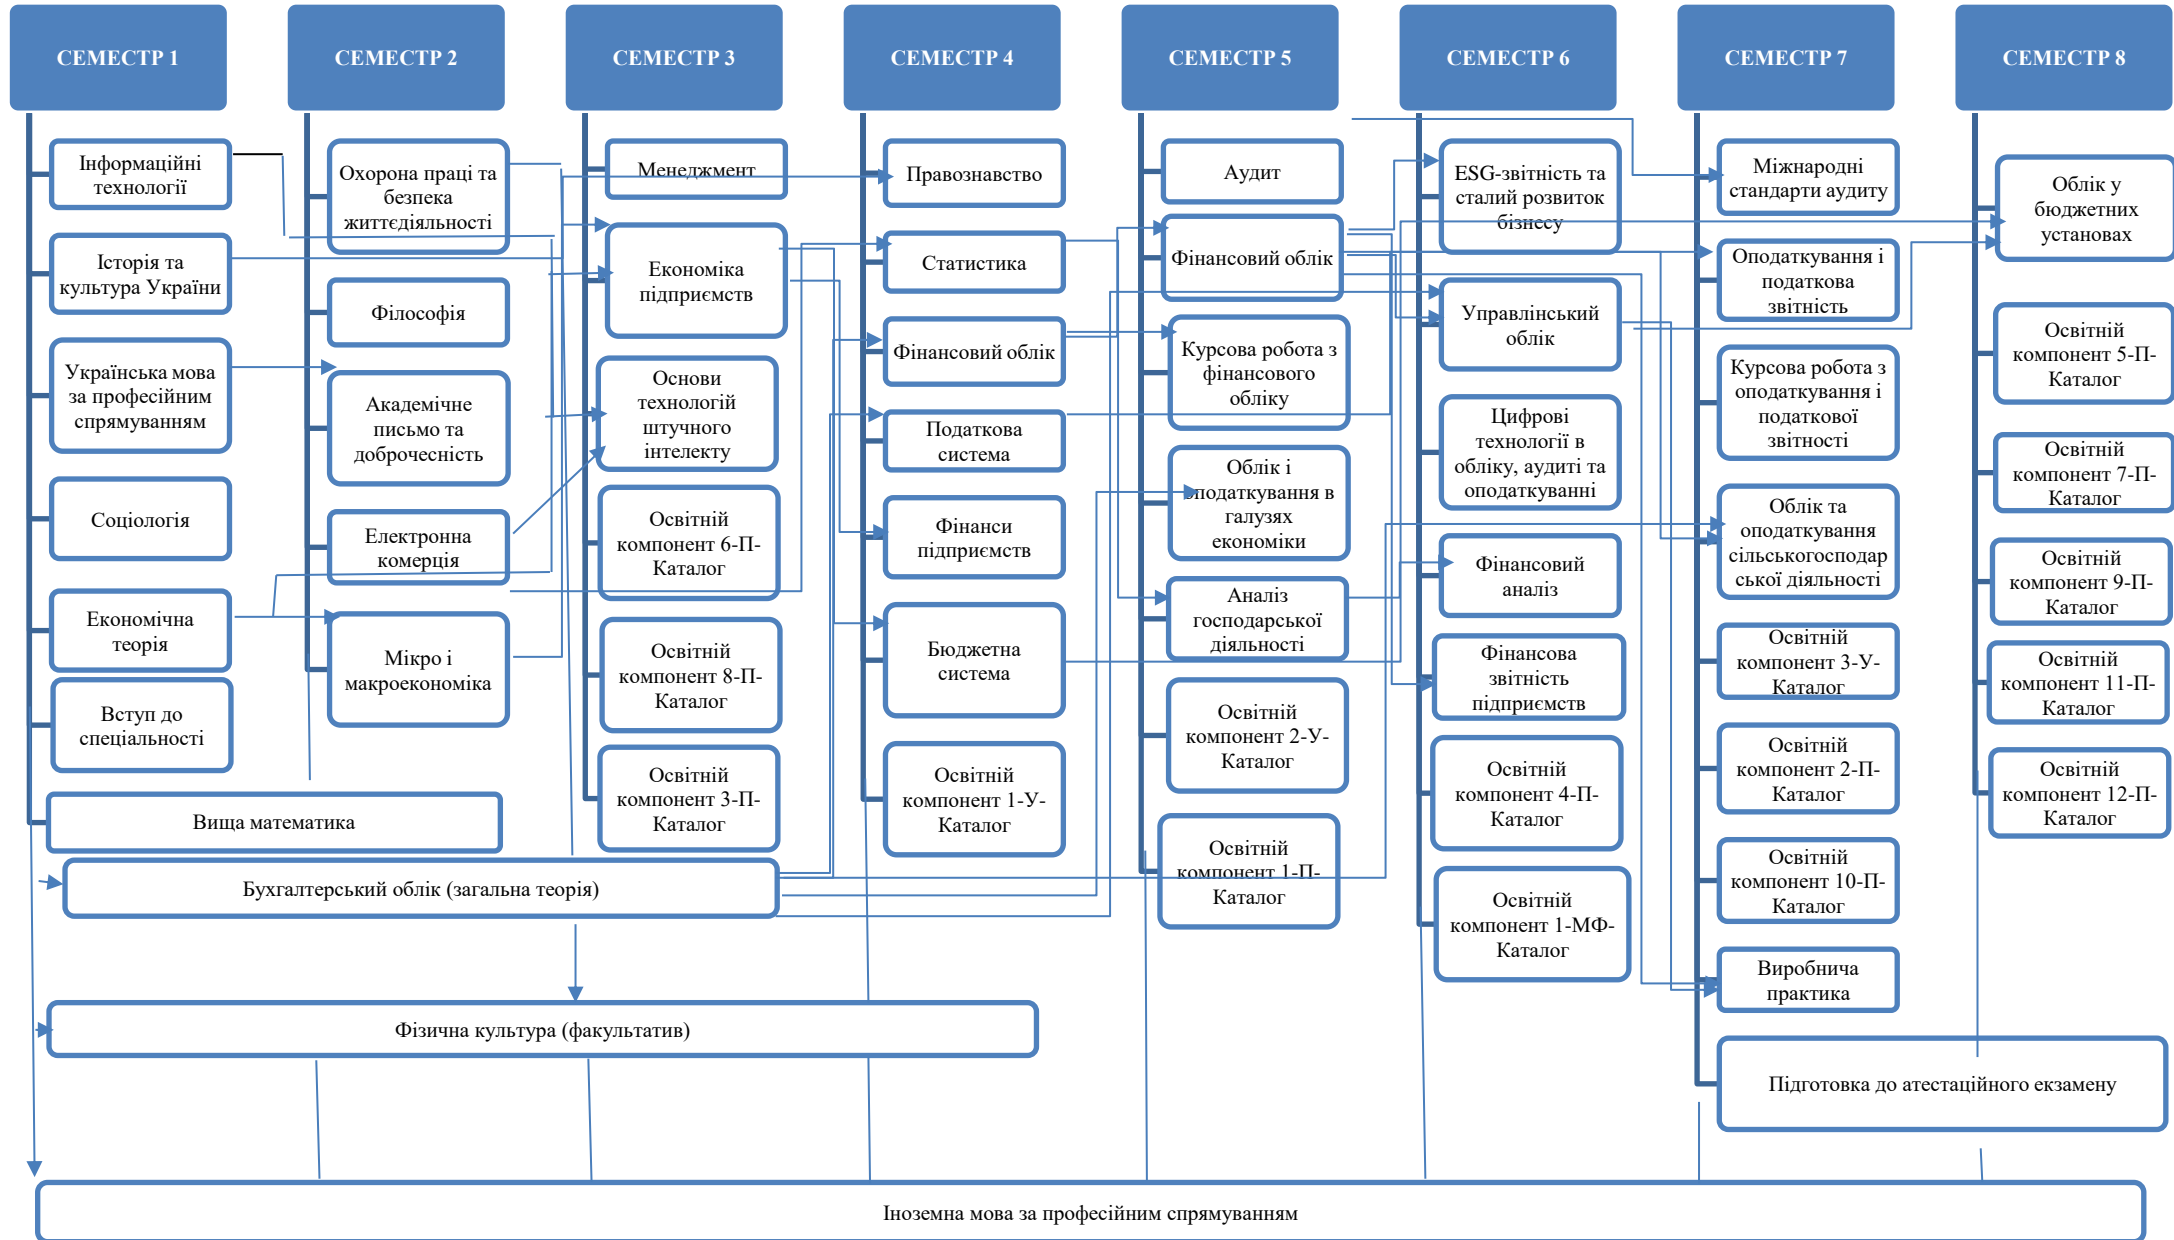 СЕМЕСТР 1
Інформаційні
технології
Історія та
культура України
Українська мова
за професійним
спрямуванням
Соціологія
Економічна
теорія
Вступ до
спеціальності
Вища математика
Бухгалтерський облік (загальна теорія)
Фізична культура (факультатив)
Іноземна мова за професійним спрямуванням
СЕМЕСТР 2
Охорона праці та
безпека
життєдіяльності
Філософія
Академічне
письмо та
доброчесність
Електронна
комерція
Мікро і
макроекономіка
СЕМЕСТР 3
Менеджмент
Економіка
підприємств
Основи
технологій
штучного
інтелекту
Освітній
компонент 6-П-
Каталог
Освітній
компонент 8-П-
Каталог
Освітній
компонент 3-П-
Каталог
СЕМЕСТР 4
Правознавство
Статистика
Фінансовий облік
Податкова
система
Фінанси
підприємств
Бюджетна
система
Освітній
компонент 1-У-
Каталог
СЕМЕСТР 5
Аудит
Фінансовий облік
Курсова робота з
фінансового
обліку
Облік і
оподаткування в
галузях
економіки
Аналіз
господарської
діяльності
Освітній
компонент 2-У-
Каталог
Освітній
компонент 1-П-
Каталог
СЕМЕСТР 6
ESG-звітність та
сталий розвиток
бізнесу
Управлінський
облік
Цифрові
технології в
обліку, аудиті та
оподаткуванні
Фінансовий
аналіз
Фінансова
звітність
підприємств
Освітній
компонент 4-П-
Каталог
Освітній
компонент 1-МФ-
Каталог
СЕМЕСТР 7
Міжнародні
стандарти аудиту
Оподаткування і
податкова
звітність
Курсова робота з
оподаткування і
податкової
звітності
Облік та
оподаткування
сільськогосподар
ської діяльності
Освітній
компонент 3-У-
Каталог
Освітній
компонент 2-П-
Каталог
Освітній
компонент 10-П-
Каталог
Виробнича
практика
Підготовка до атестаційного екзамену
СЕМЕСТР 8
Облік у
бюджетних
установах
Освітній
компонент 5-П-
Каталог
Освітній
компонент 7-П-
Каталог
Освітній
компонент 9-П-
Каталог
Освітній
компонент 11-П-
Каталог
Освітній
компонент 12-П-
Каталог